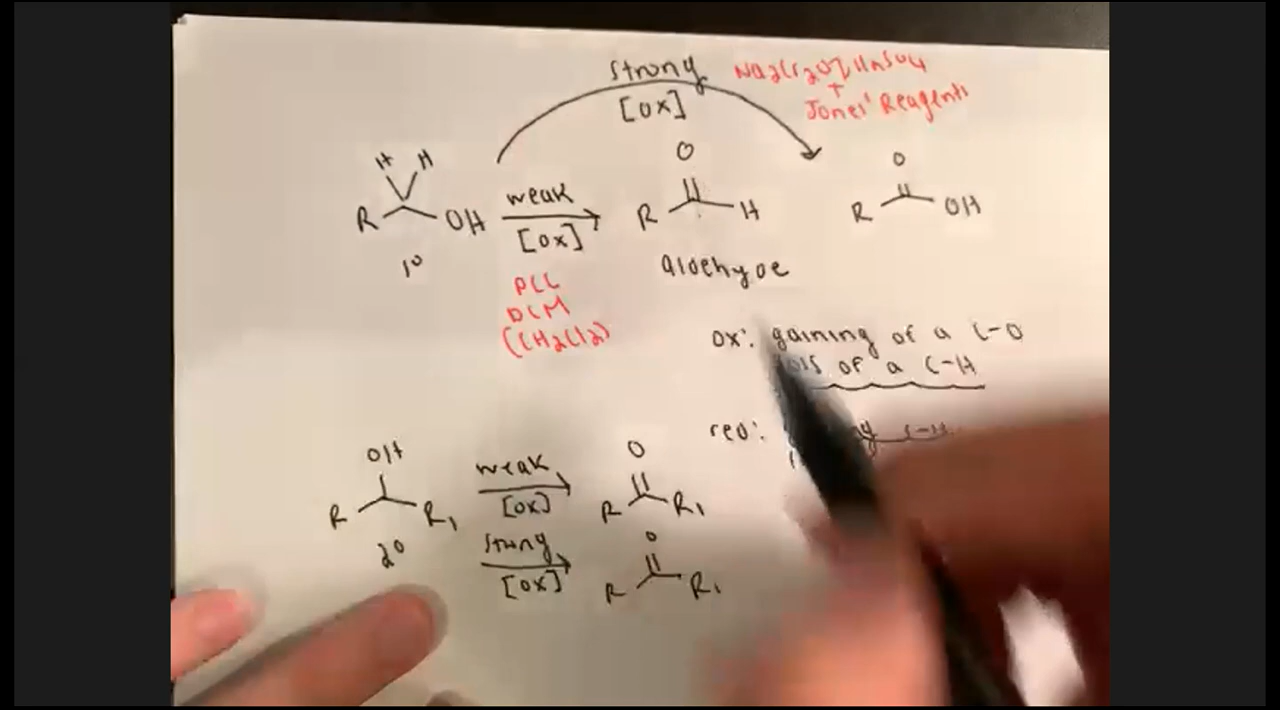 strong
[ox]
Na2Cr2O7, H2SO4
+
Jones' Reagents
H H
R OH
1°
weak
[ox]
PCC
DCM
(CH2Cl2)
O
R H
aldehyde
O
R OH
ox: gaining of a C-O
loss of a C-H
red: C-H
OH
R R1
2°
weak
[ox]
O
R R1
strong
[ox]
O
R R1